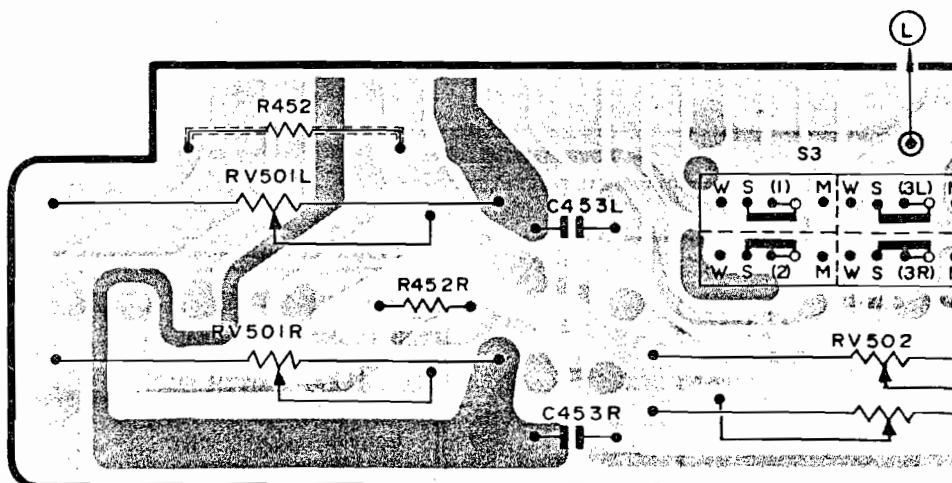 L
R452
S3
RV501L
W S (1) M W S (3L)
C453L
W S (2) M W S (3R)
R452R
RV501R
RV502
C453R